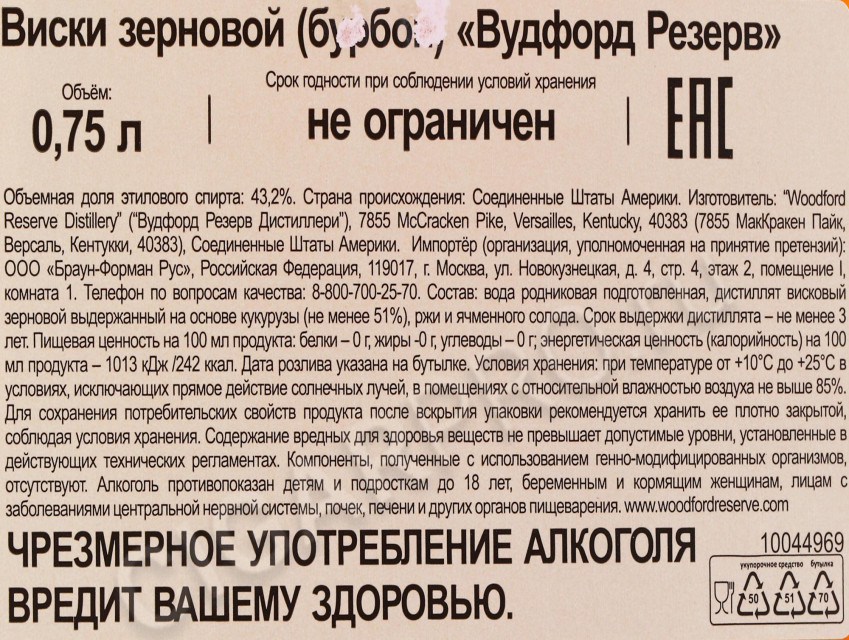 Виски зерновой (бурбон) «Вудфорд Резерв»
Объём:
0,75 л
Срок годности при соблюдении условий хранения
не ограничен
EAC
Объемная доля этилового спирта: 43,2%. Страна происхождения: Соединенные Штаты Америки. Изготовитель: “Woodford
Reserve Distillery” (“Вудфорд Резерв Дистиллери”), 7855 McCracken Pike, Versailles, Kentucky, 40383 (7855 МакКракен Пайк,
Версаль, Кентукки, 40383), Соединенные Штаты Америки. Импортёр (организация, уполномоченная на принятие претензий):
ООО «Браун-Форман Рус», Российская Федерация, 119017, г. Москва, ул. Новокузнецкая, д. 4, стр. 4, этаж 2, помещение I,
комната 1. Телефон по вопросам качества: 8-800-700-25-70. Состав: вода родниковая подготовленная, дистиллят висковый
зерновой выдержанный на основе кукурузы (не менее 51%), ржи и ячменного солода. Срок выдержки дистиллята – не менее 3
лет. Пищевая ценность на 100 мл продукта: белки – 0 г, жиры -0 г, углеводы – 0 г; энергетическая ценность (калорийность) на 100
мл продукта – 1013 кДж /242 ккал. Дата розлива указана на бутылке. Условия хранения: при температуре от +10°C до +25°C в
условиях, исключающих прямое действие солнечных лучей, в помещениях с относительной влажностью воздуха не выше 85%.
Для сохранения потребительских свойств продукта после вскрытия упаковки рекомендуется хранить ее плотно закрытой,
соблюдая условия хранения. Содержание вредных для здоровья веществ не превышает допустимые уровни, установленные в
действующих технических регламентах. Компоненты, полученные с использованием генно-модифицированных организмов,
отсутствуют. Алкоголь противопоказан детям и подросткам до 18 лет, беременным и кормящим женщинам, лицам с
заболеваниями центральной нервной системы, почек, печени и других органов пищеварения. www.woodfordreserve.com
ЧРЕЗМЕРНОЕ УПОТРЕБЛЕНИЕ АЛКОГОЛЯ
ВРЕДИТ ВАШЕМУ ЗДОРОВЬЮ.
10044969
укупорочное средство бутылка
50 51 70